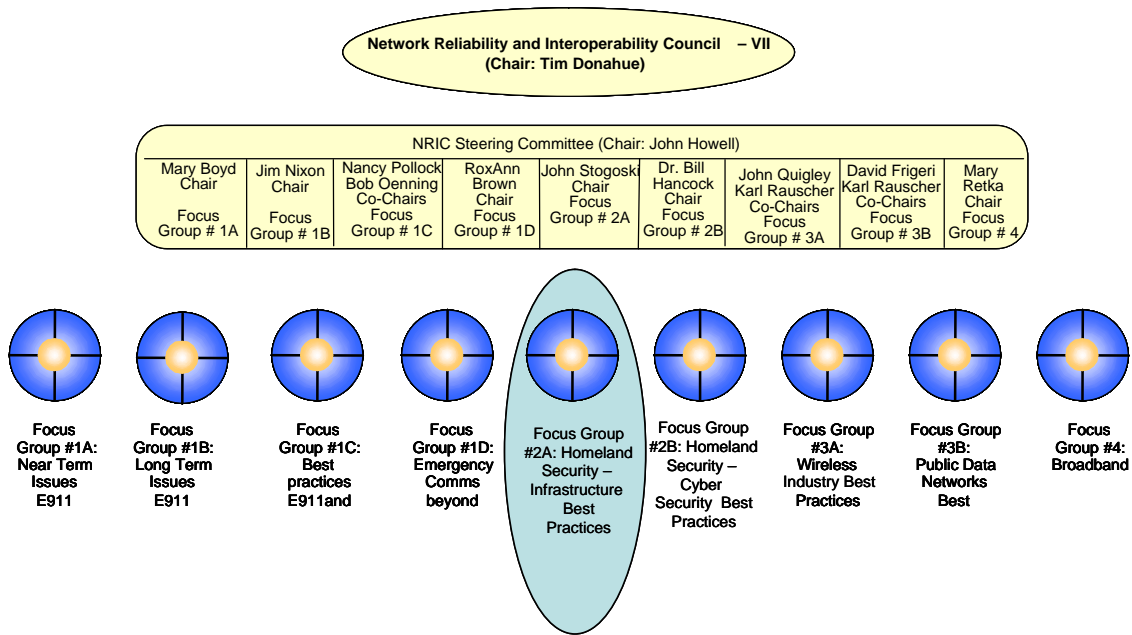 Network Reliability and Interoperability Council – VII
(Chair: Tim Donahue)
NRIC Steering Committee (Chair: John Howell)
Mary Boyd
Chair
Focus
Group # 1A
Jim Nixon
Chair
Focus
Group # 1B
Nancy Pollock
Bob Oenning
Co-Chairs
Focus
Group # 1C
RoxAnn
Brown
Chair
Focus
Group # 1D
John Stogoski
Chair
Focus
Group # 2A
Dr. Bill
Hancock
Chair
Focus
Group # 2B
John Quigley
Karl Rauscher
Co-Chairs
Focus
Group # 3A
David Frigeri
Karl Rauscher
Co-Chairs
Focus
Group # 3B
Mary
Retka
Chair
Focus
Group # 4
Focus
Group #1A:
Near Term
Issues
E911
Focus
Group #1B:
Long Term
Issues
E911
Focus
Group #1C:
Best
practices
E911and
Focus
Group #1D:
Emergency
Comms
beyond
Focus Group
#2A: Homeland
Security –
Infrastructure
Best
Practices
Focus Group
#2B: Homeland
Security –
Cyber
Security Best
Practices
Focus Group
#3A:
Wireless
Industry Best
Practices
Focus Group
#3B:
Public Data
Networks
Best
Focus
Group #4:
Broadband